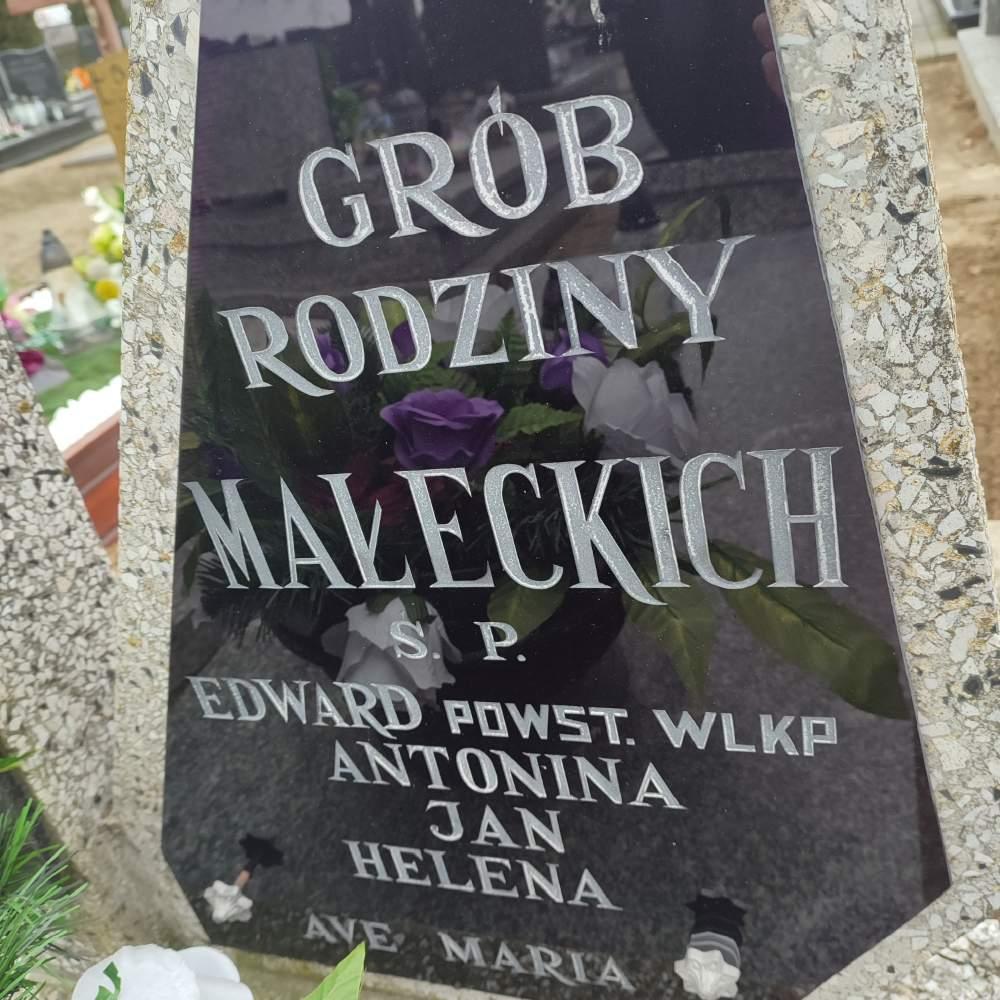 GRÓB
RODZINY
MAŁECKICH
S. P.
EDWARD POWST. WLKP
ANTONINA
JAN
HELENA
AVE MARIA